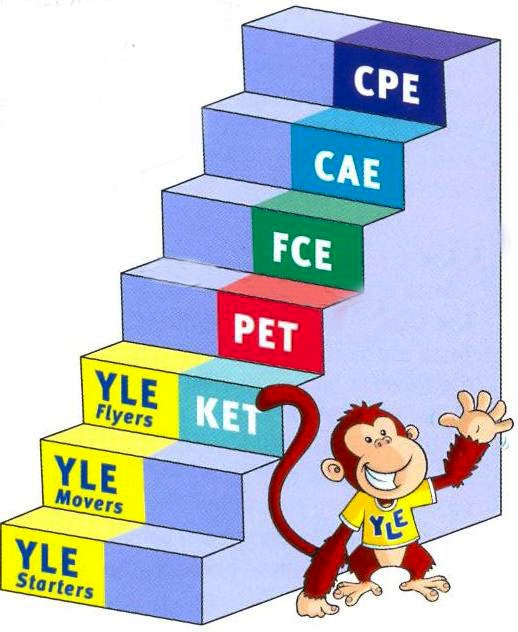 CPE
CAE
FCE
PET
YLE
Flyers
KET
YLE
Movers
YLE
YLE
Starters